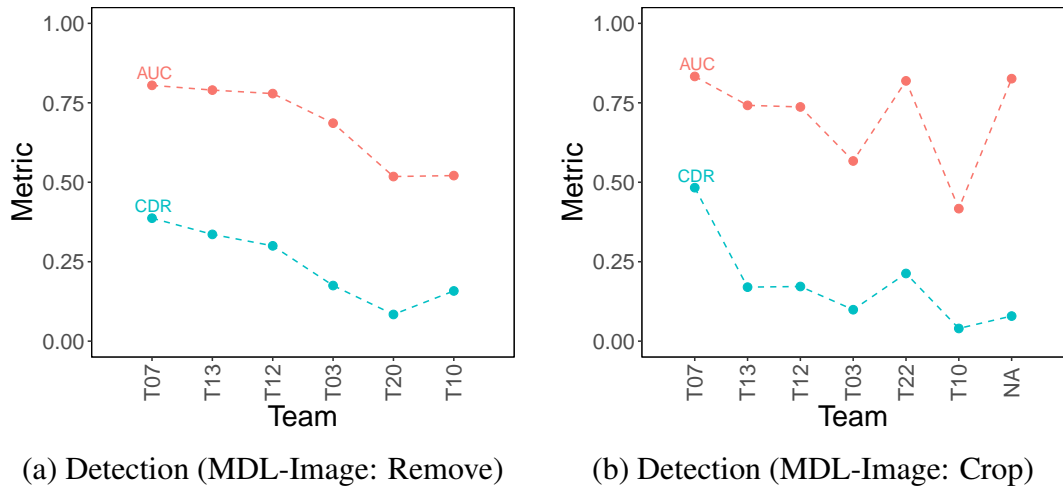 1.00
0.75
0.50
0.25
0.00
Metric
AUC
CDR
T07
T13
T12
T03
T20
T10
Team
(a) Detection (MDL-Image: Remove)
1.00
0.75
0.50
0.25
0.00
Metric
AUC
CDR
T07
T13
T12
T03
T22
T10
NA
Team
(b) Detection (MDL-Image: Crop)